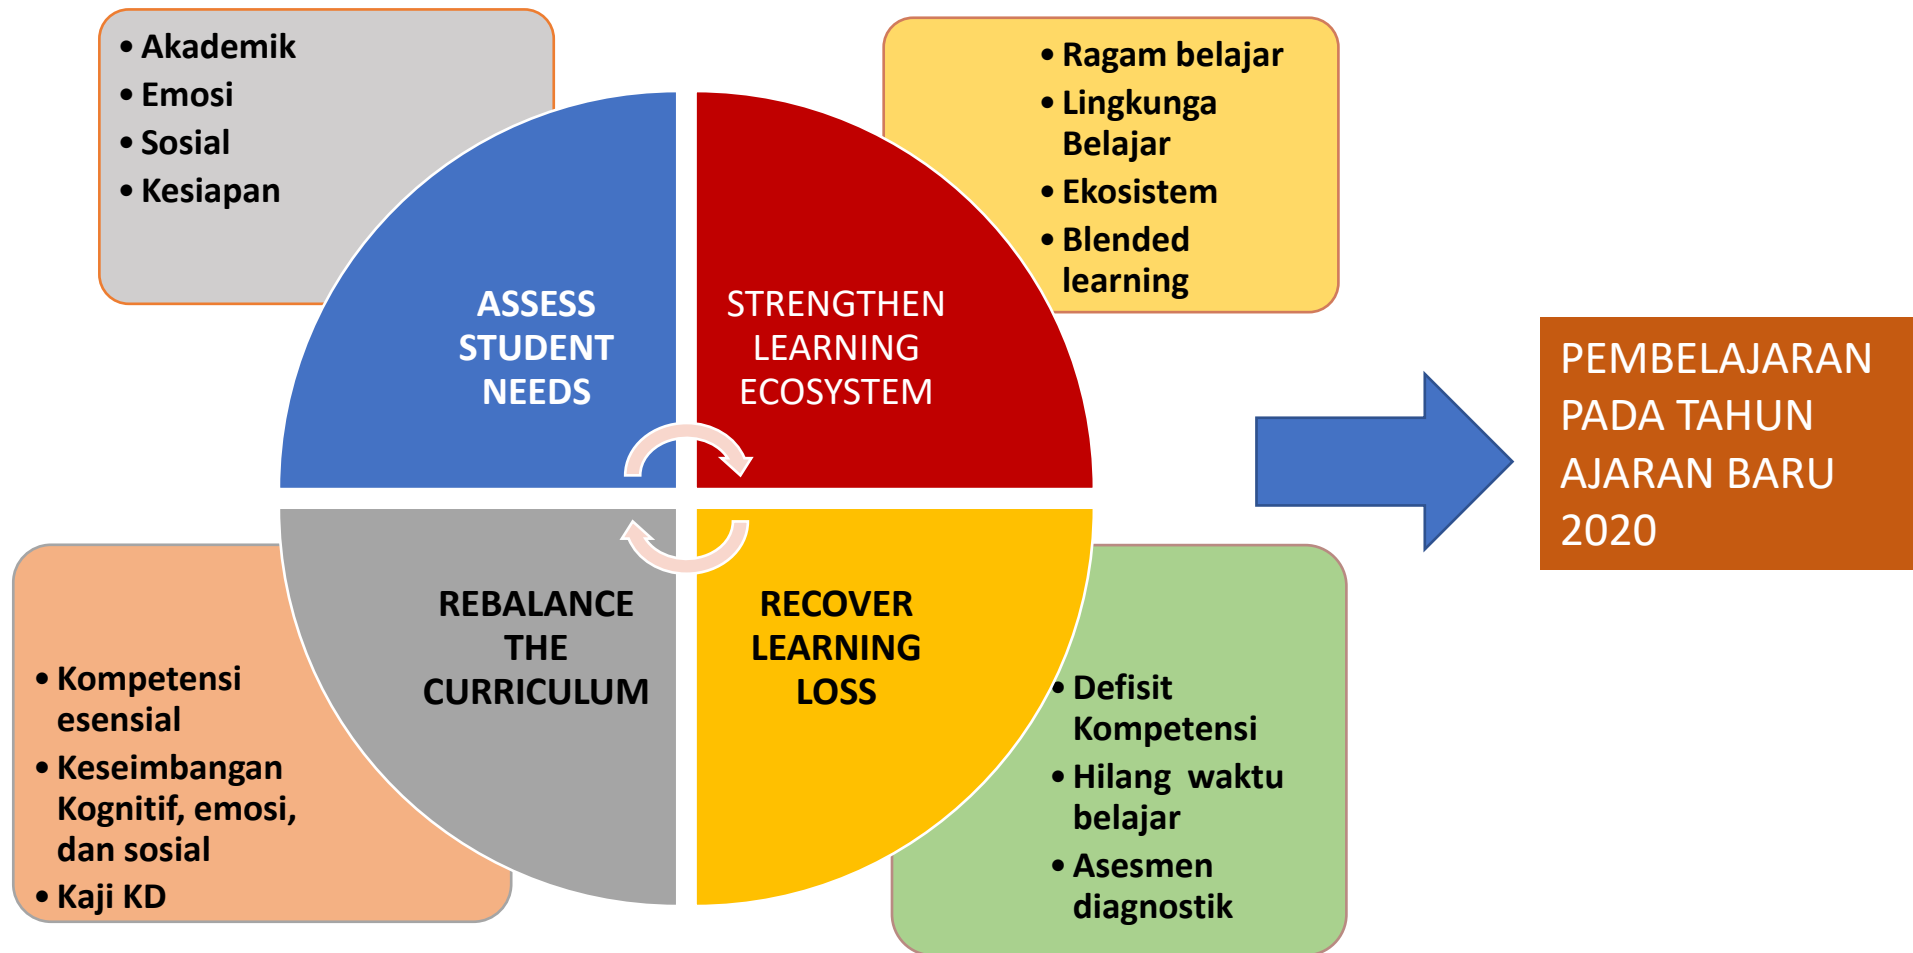 • Akademik
• Emosi
• Sosial
• Kesiapan
• Ragam belajar
• Lingkunga
Belajar
• Ekosistem
• Blended
learning
ASSESS
STUDENT
NEEDS
STRENGTHEN
LEARNING
ECOSYSTEM
REBALANCE
THE
CURRICULUM
RECOVER
LEARNING
LOSS
• Kompetensi
esensial
• Keseimbangan
Kognitif, emosi,
dan sosial
• Kaji KD
• Defisit
Kompetensi
• Hilang waktu
belajar
• Asesmen
diagnostik
PEMBELAJARAN
PADA TAHUN
AJARAN BARU
2020